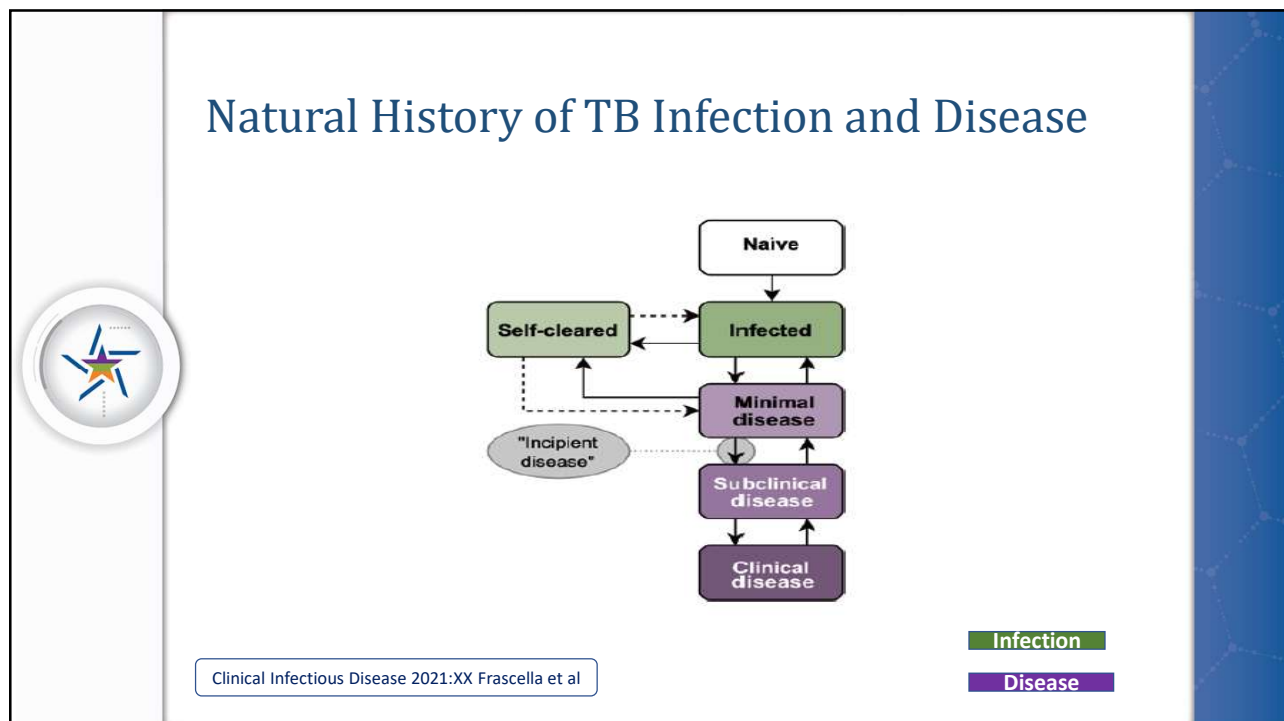 Natural History of TB Infection and Disease
Naive
Self-cleared
Infected
Minimal
disease
"Incipient
disease"
Subclinical
disease
Clinical
disease
Infection
Disease
Clinical Infectious Disease 2021:XX Frascella et al